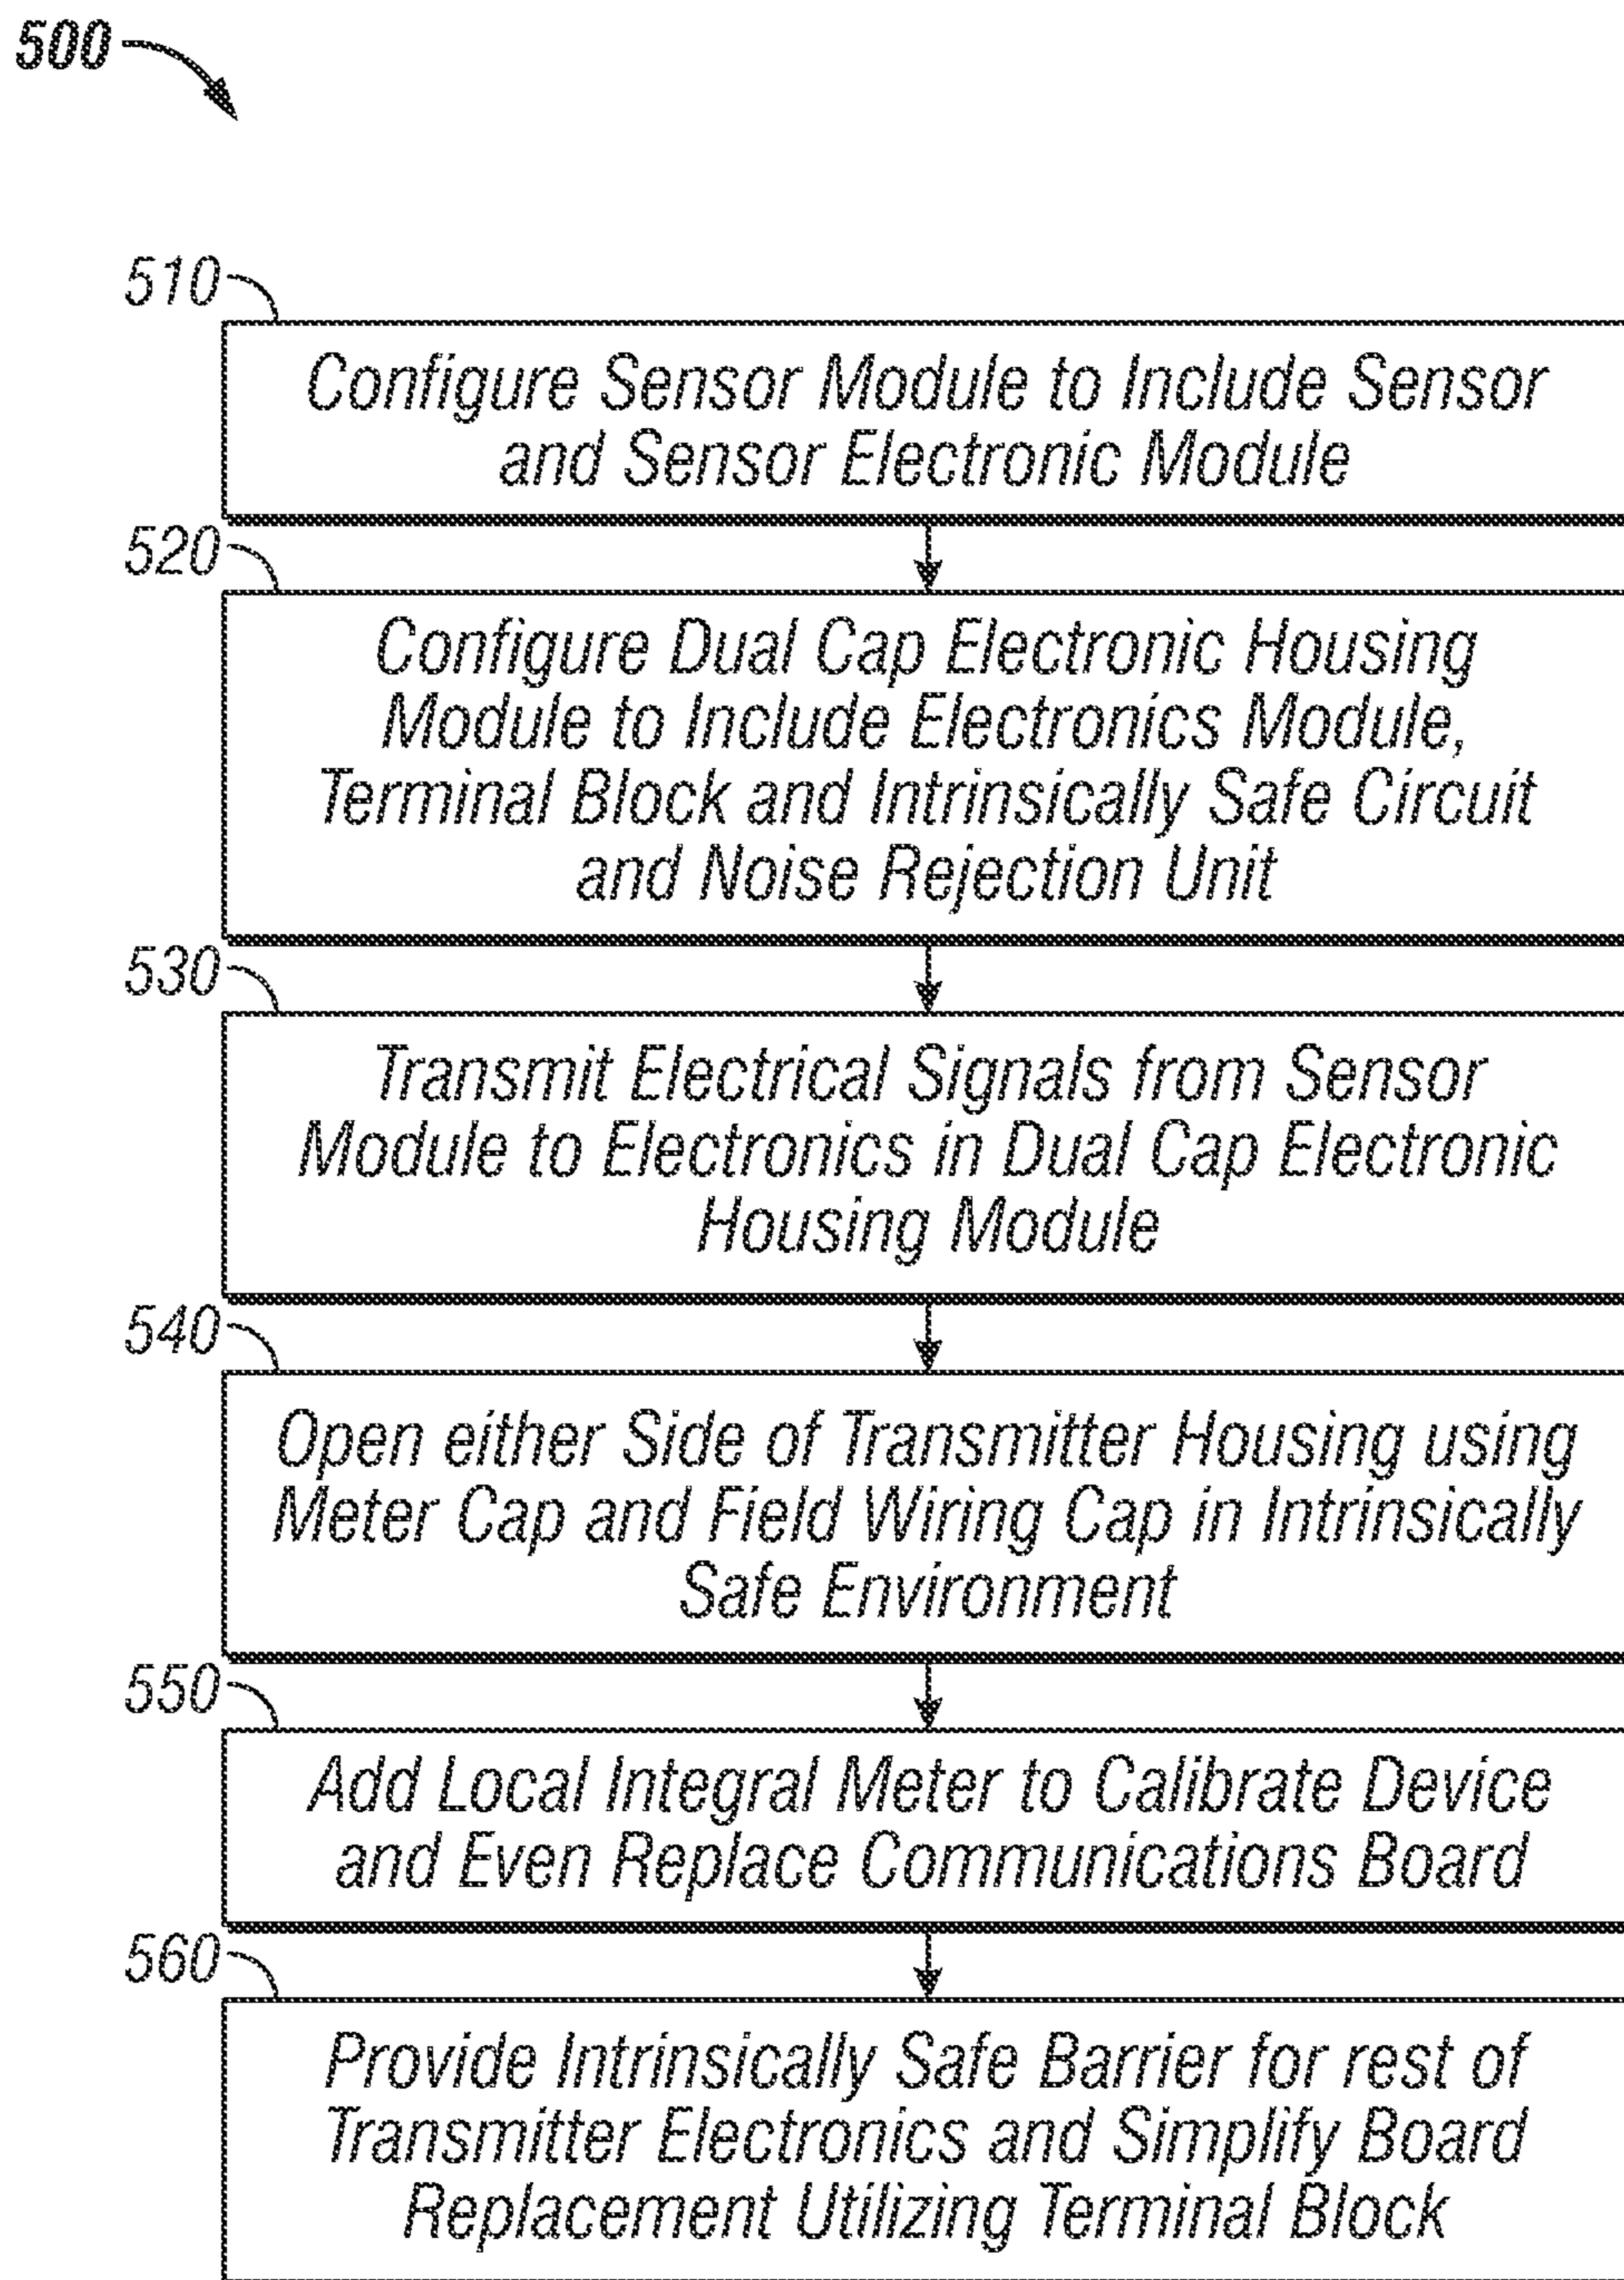 500
510
Configure Sensor Module to Include Sensor
and Sensor Electronic Module
520
Configure Dual Cap Electronic Housing
Module to Include Electronics Module,
Terminal Block and Intrinsically Safe Circuit
and Noise Rejection Unit
530
Transmit Electrical Signals from Sensor
Module to Electronics in Dual Cap Electronic
Housing Module
540
Open either Side of Transmitter Housing using
Meter Cap and Field Wiring Cap in Intrinsically
Safe Environment
550
Add Local Integral Meter to Calibrate Device
and Even Replace Communications Board
560
Provide Intrinsically Safe Barrier for rest of
Transmitter Electronics and Simplify Board
Replacement Utilizing Terminal Block